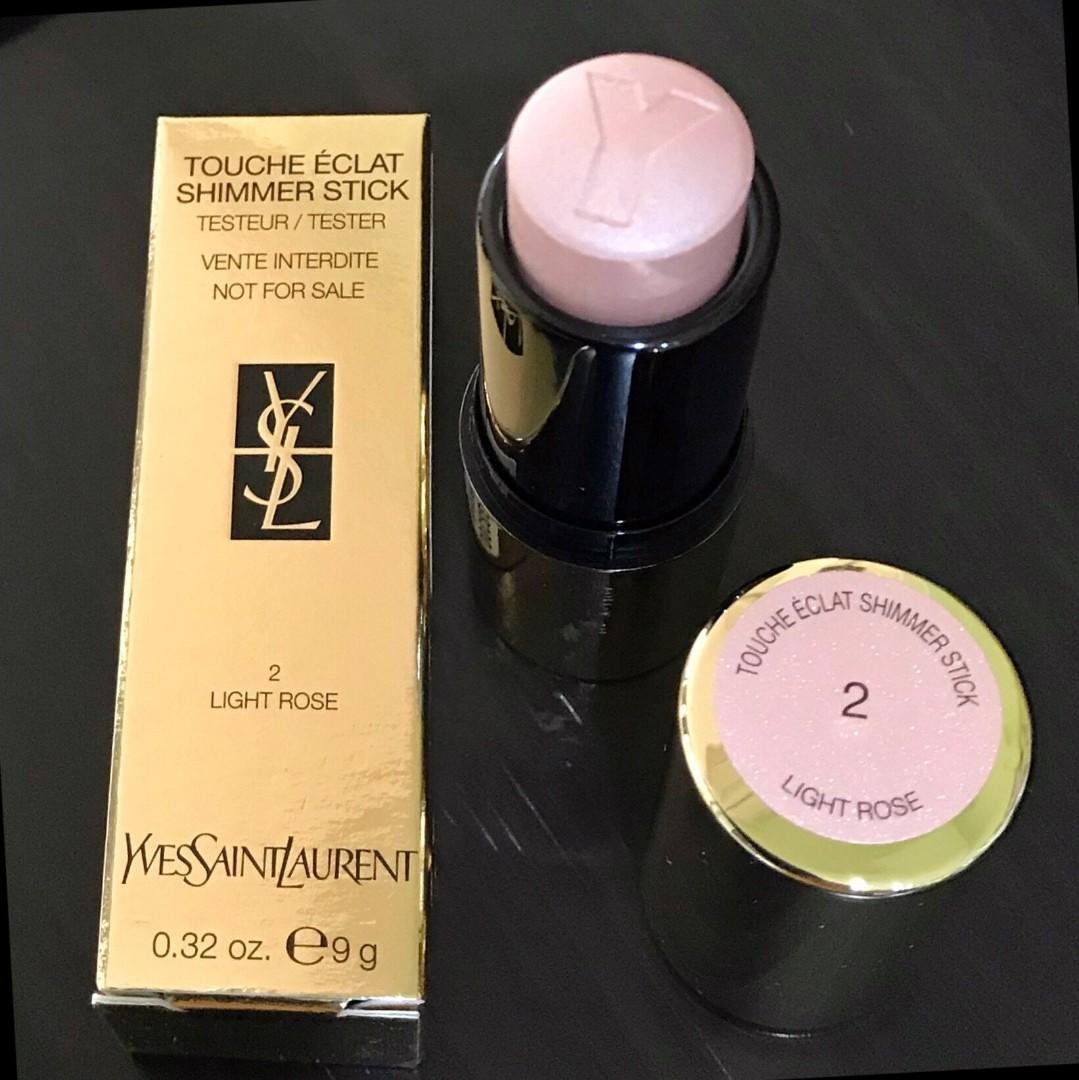 TOUCHE ÉCLAT
SHIMMER STICK
TESTEUR / TESTER
VENTE INTERDITE
NOT FOR SALE
YSL
2
LIGHT ROSE
YVESSAINTLAURENT
0.32 oz. ℮9 g
Y
TOUCHE ÉCLAT SHIMMER STICK
2
LIGHT ROSE